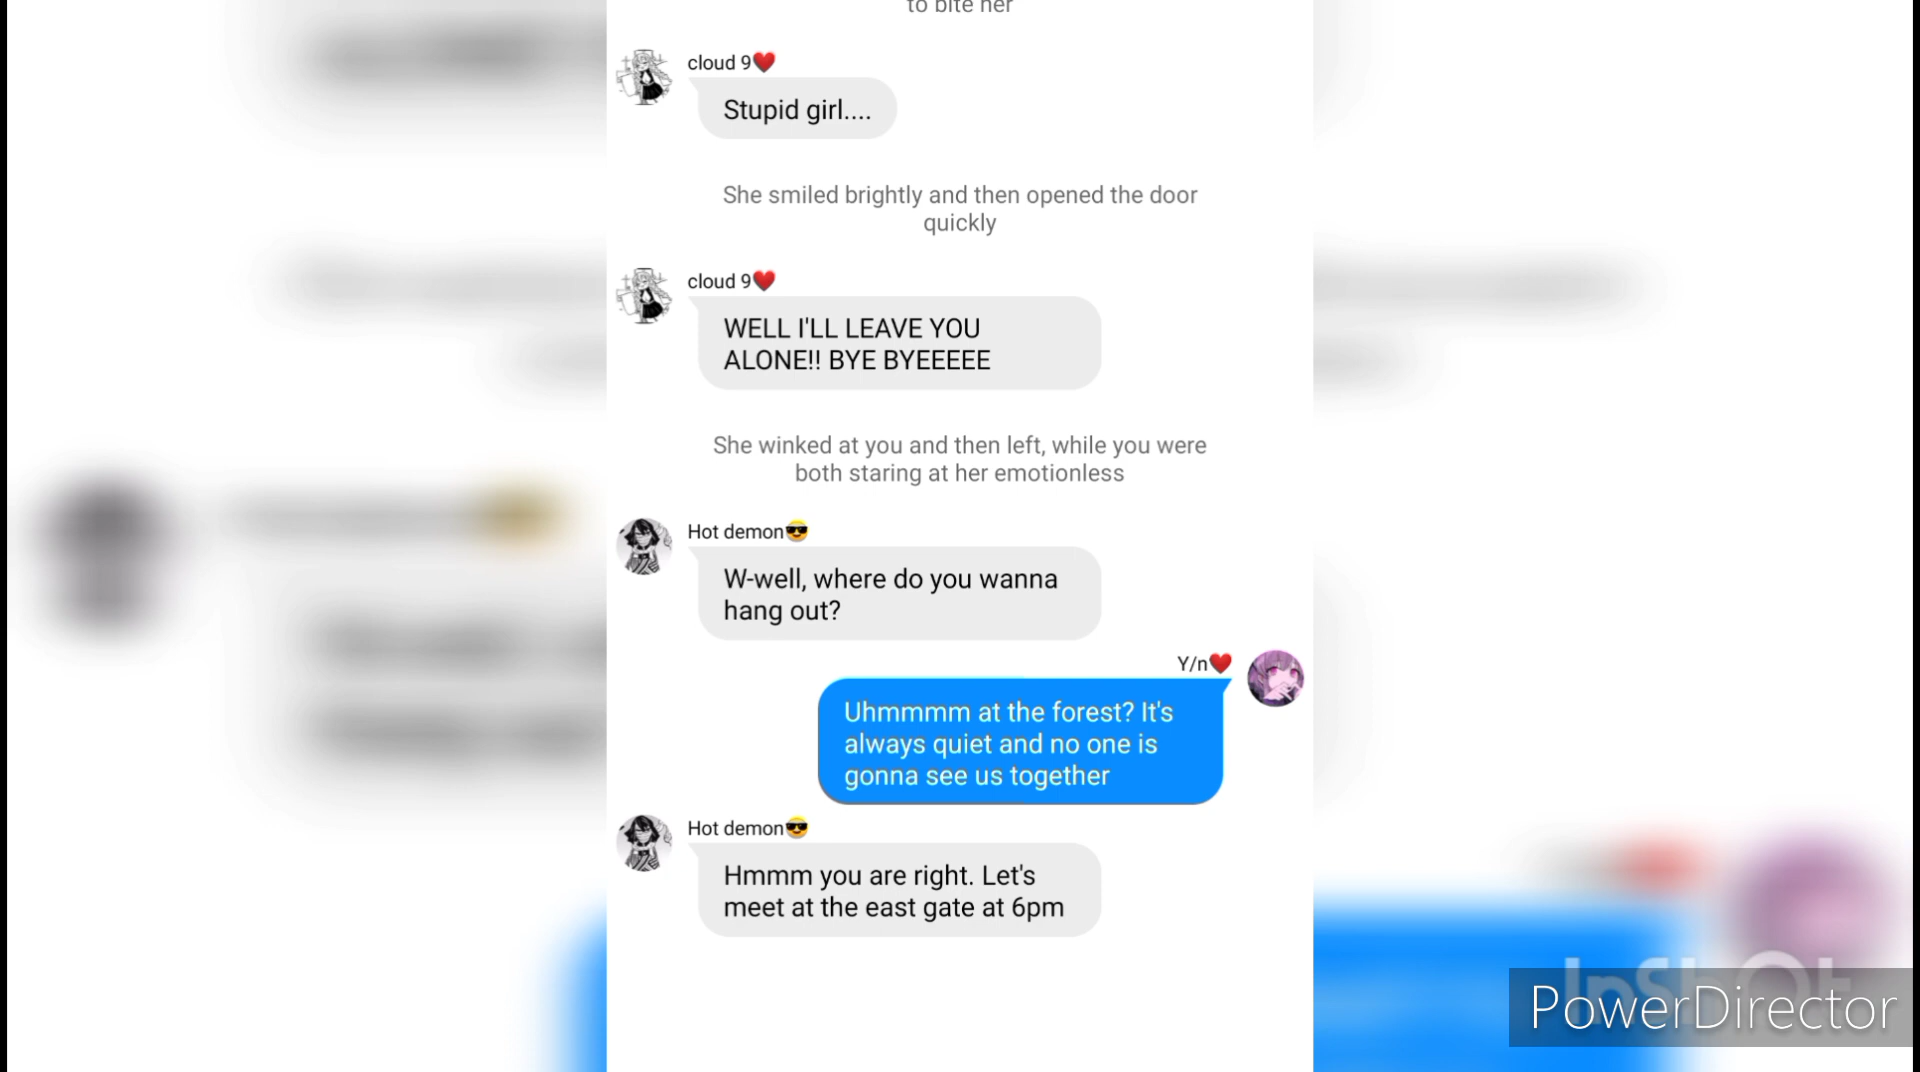 to bite her
cloud 9❤️
Stupid girl....
She smiled brightly and then opened the door
quickly
cloud 9❤️
WELL I'LL LEAVE YOU
ALONE!! BYE BYEEEEE
She winked at you and then left, while you were
both staring at her emotionless
Hot demon😎
W-well, where do you wanna
hang out?
Y/n❤️
Uhmmmm at the forest? It's
always quiet and no one is
gonna see us together
Hot demon😎
Hmmm you are right. Let's
meet at the east gate at 6pm
InShOt
PowerDirector